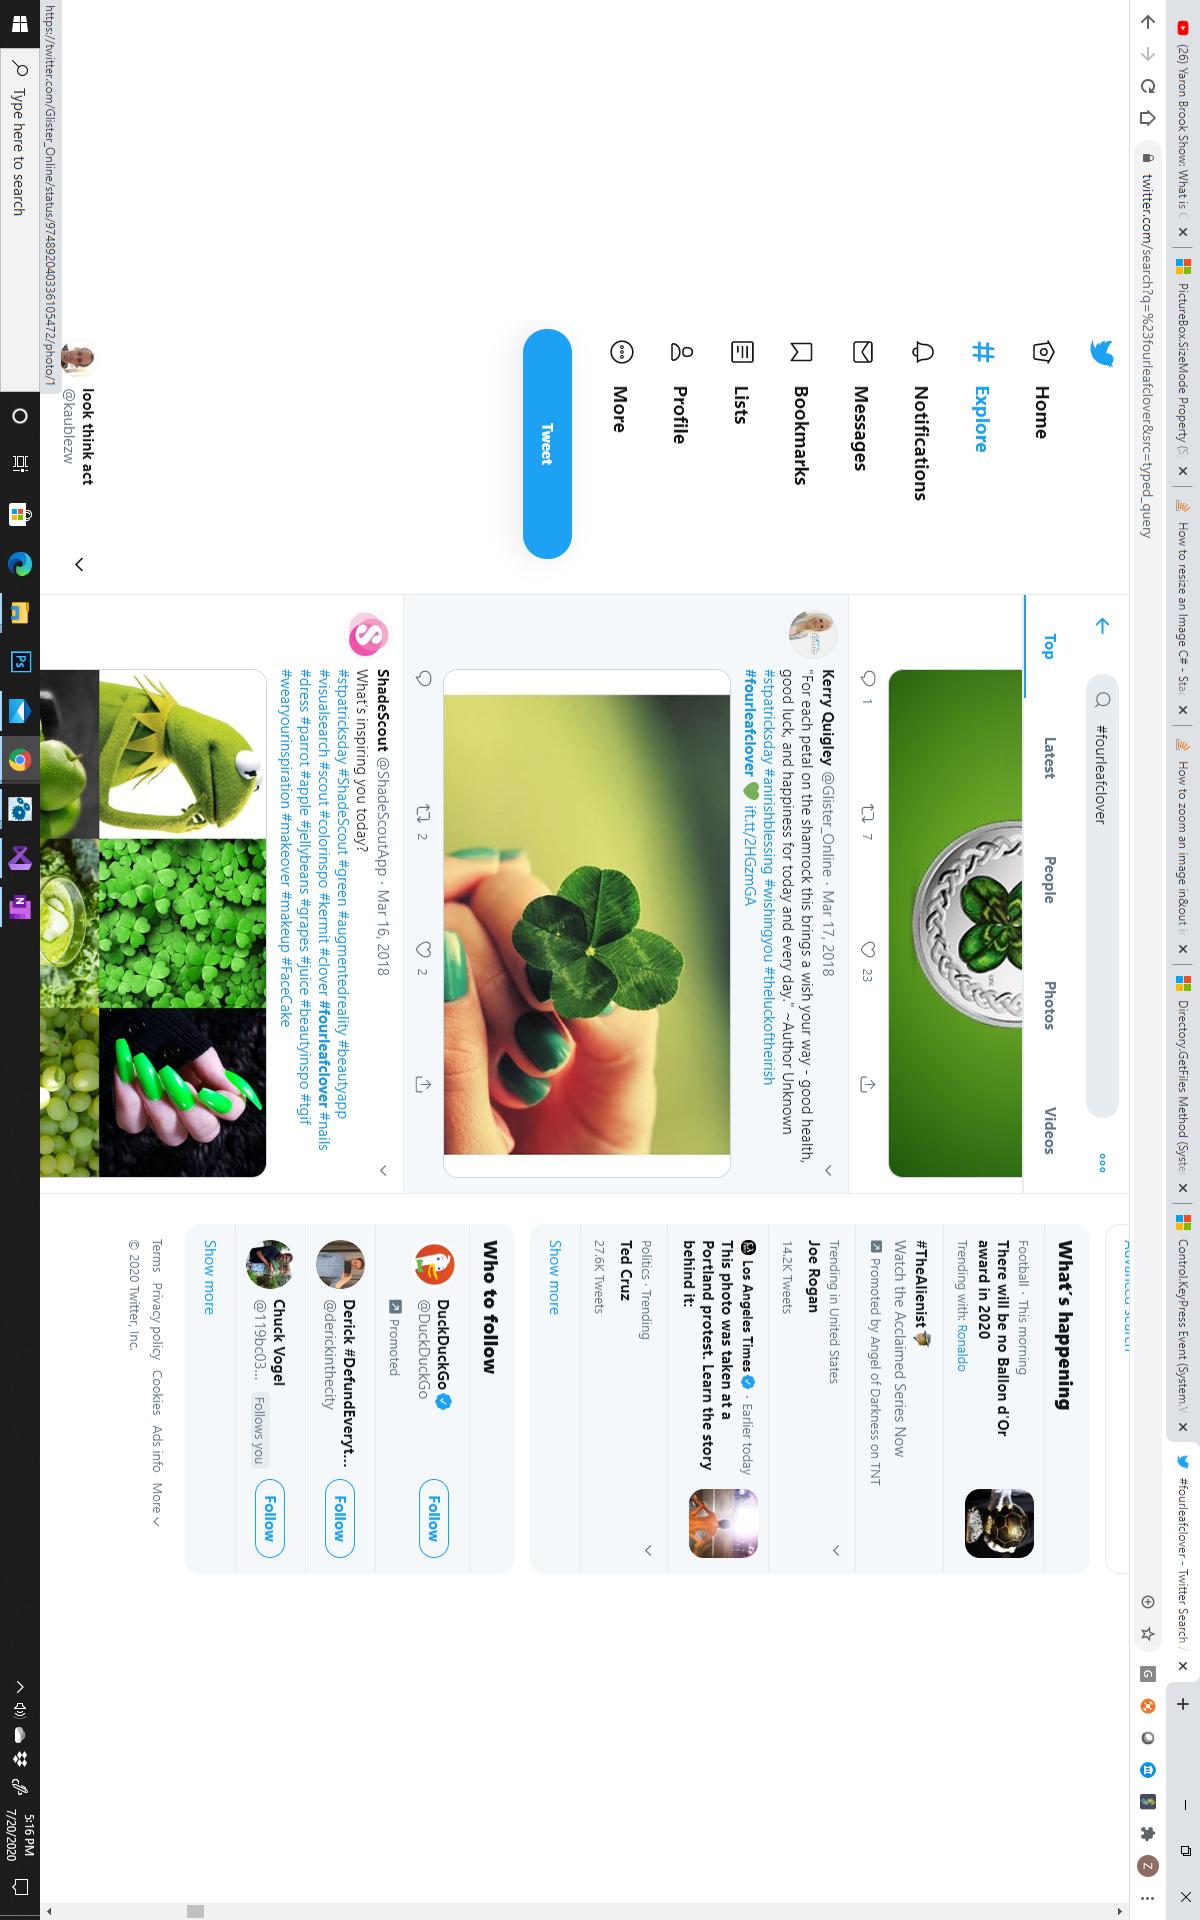 (26) Yaron Brook Show: What is C
PictureBox.SizeMode Property (S
How to resize an Image C# - Stac
How to zoom an image in&out ir
Directory.GetFiles Method (Syste
Control.KeyPress Event (System.V
#fourleafclover - Twitter Search /
twitter.com/search?q=%23fourleafclover&src=typed_query
G
Z
Home
Explore
Notifications
Messages
Bookmarks
Lists
Profile
More
Tweet
look think act
@kaublezw
#fourleafclover
Top Latest People Photos Videos
1 7 23
Kerry Quigley @Glister_Online · Mar 17, 2018
"For each petal on the shamrock this brings a wish your way - good health,
good luck, and happiness for today and every day." ~Author Unknown
#stpatricksday #anirishblessing #wishingyou #theluckoftheirish
#fourleafclover 💚 ift.tt/2HGzmGA
2 2
ShadeScout @ShadeScoutApp · Mar 16, 2018
What's inspiring you today?
#stpatricksday #ShadeScout #green #augmentedreality #beautyapp
#visualsearch #scout #colorinspo #kermit #clover #fourleafclover #nails
#dress #parrot #apple #jellybeans #grapes #juice #beautyinspo #tgif
#wearyourinspiration #makeover #makeup #FaceCake
Advanced search
What's happening
Football · This morning
There will be no Ballon d'Or
award in 2020
Trending with: Ronaldo
#TheAlienist
Watch the Acclaimed Series Now
Promoted by Angel of Darkness on TNT
Trending in United States
Joe Rogan
14.2K Tweets
Los Angeles Times · Earlier today
This photo was taken at a
Portland protest. Learn the story
behind it:
Politics · Trending
Ted Cruz
27.6K Tweets
Show more
Who to follow
DuckDuckGo
@DuckDuckGo
Follow
Promoted
Derick #DefundEveryt...
@derickinthecity
Follow
Chuck Vogel
@119bc03... Follows you
Follow
Show more
Terms Privacy policy Cookies Ads info More
© 2020 Twitter, Inc.
https://twitter.com/Glister_Online/status/974892040336105472/photo/1
Type here to search
Ps
N
5:16 PM
7/20/2020